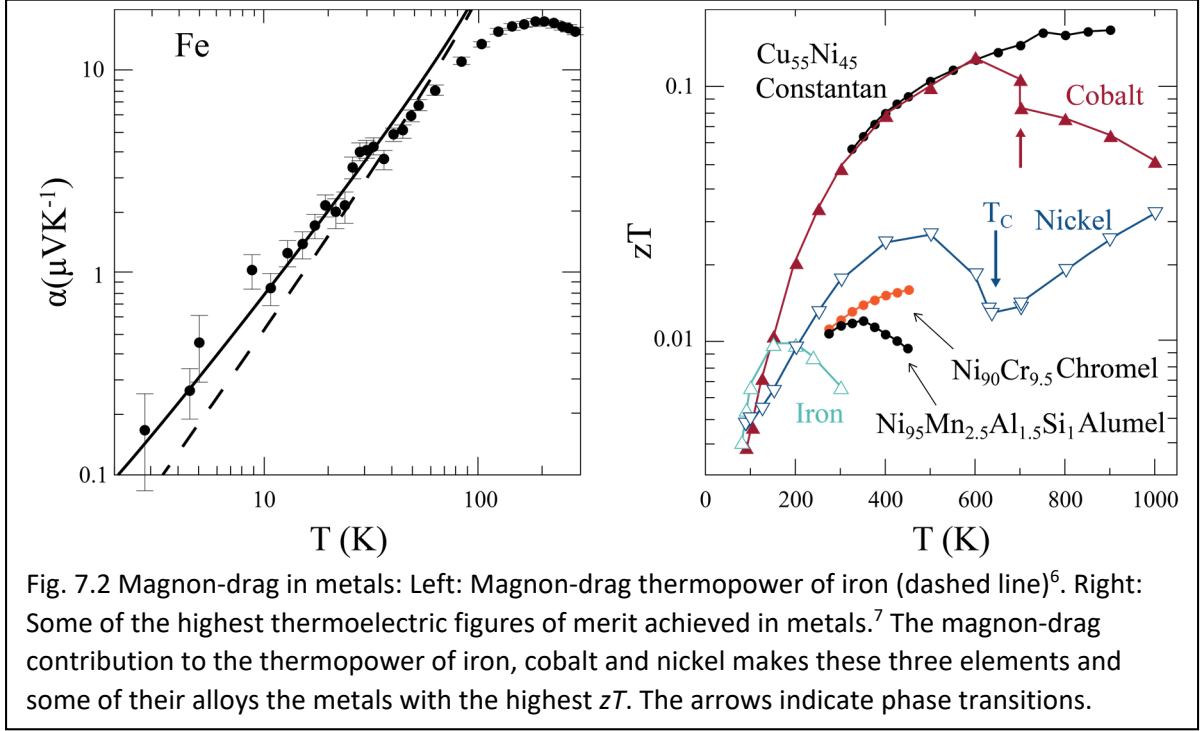 Fe
10
1
0.1
α(μVK⁻¹)
10
100
T (K)
Cu₅₅Ni₄₅
Constantan
0.1
Cobalt
T_C
Nickel
zT
0.01
Ni₉₀Cr₉.₅ Chromel
Iron
Ni₉₅Mn₂.₅Al₁.₅Si₁ Alumel
0 200 400 600 800 1000
T (K)
Fig. 7.2 Magnon-drag in metals: Left: Magnon-drag thermopower of iron (dashed line)⁶. Right:
Some of the highest thermoelectric figures of merit achieved in metals.⁷ The magnon-drag
contribution to the thermopower of iron, cobalt and nickel makes these three elements and
some of their alloys the metals with the highest zT. The arrows indicate phase transitions.